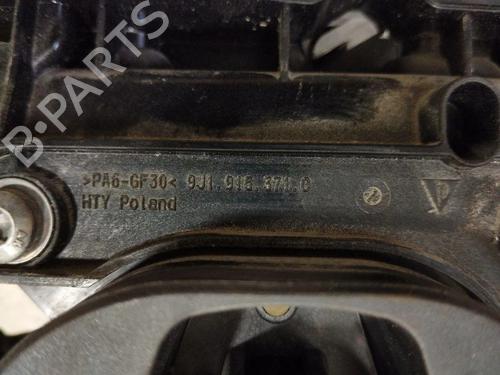 B-PARTS
>PA6-GF30< 9J1.915.371.C
HTY Poland